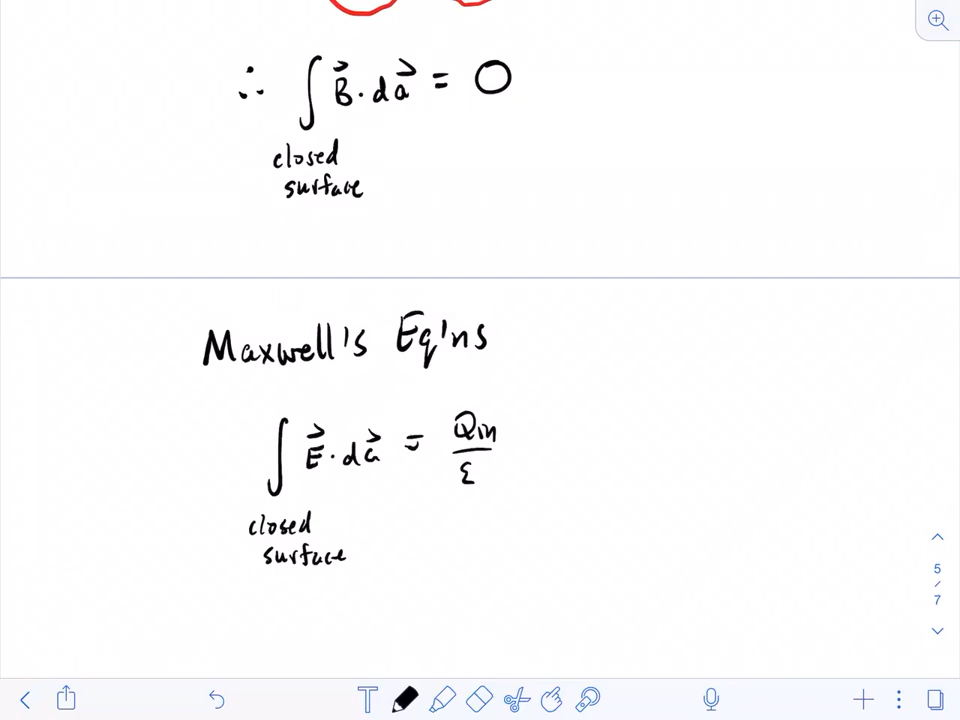 ∴ ∫ B⃗ · da⃗ = 0
closed
surface
Maxwell's Eq'ns
∫ E⃗ · da⃗ = Qin / ε
closed
surface
5
/
7
T